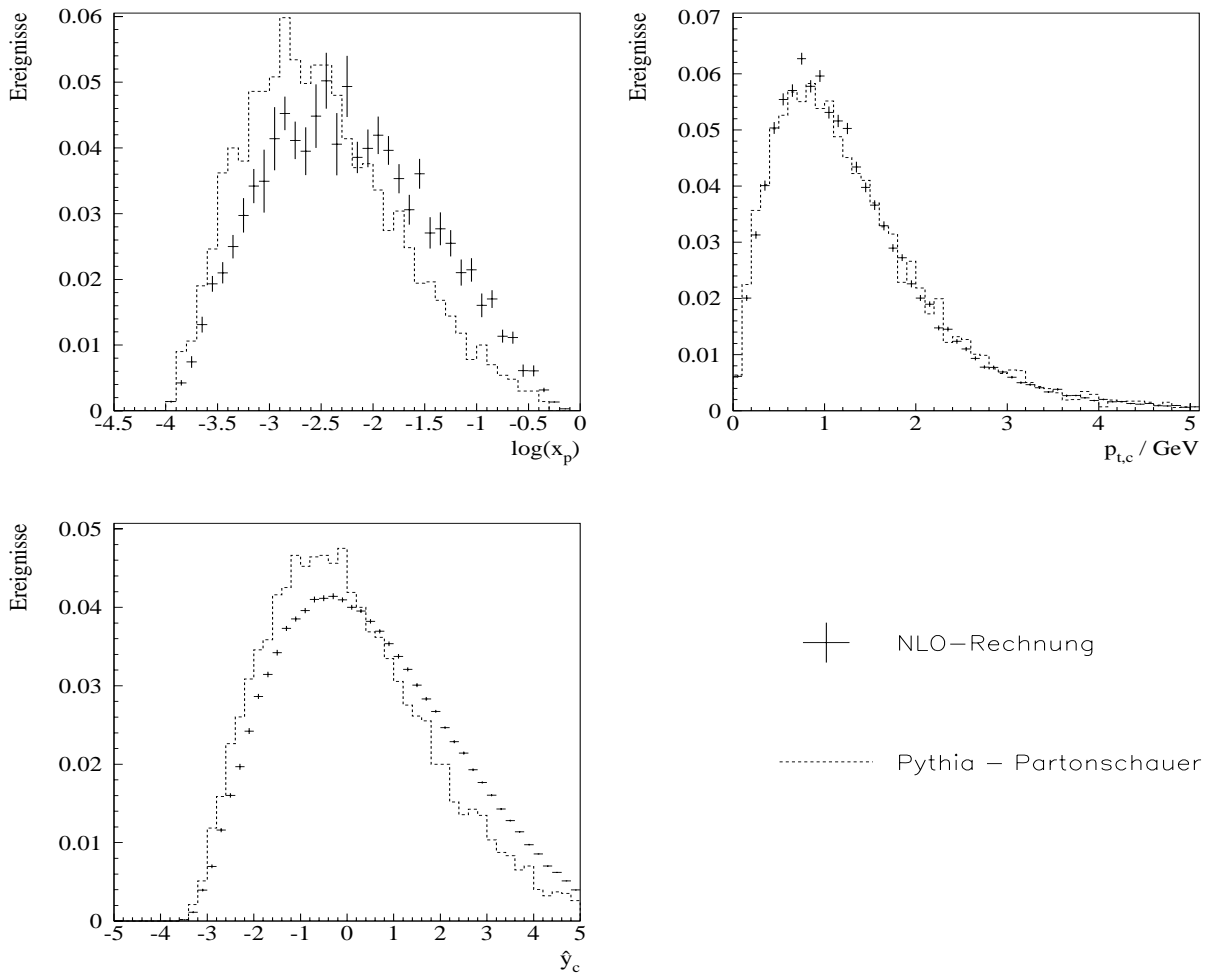 Ereignisse
0.06
0.05
0.04
0.03
0.02
0.01
0
-4.5 -4 -3.5 -3 -2.5 -2 -1.5 -1 -0.5 0
log(x_p)
Ereignisse
0.07
0.06
0.05
0.04
0.03
0.02
0.01
0
0 1 2 3 4 5
p_t,c / GeV
Ereignisse
0.05
0.04
0.03
0.02
0.01
0
-5 -4 -3 -2 -1 0 1 2 3 4 5
ŷ_c
NLO–Rechnung
Pythia – Partonschauer